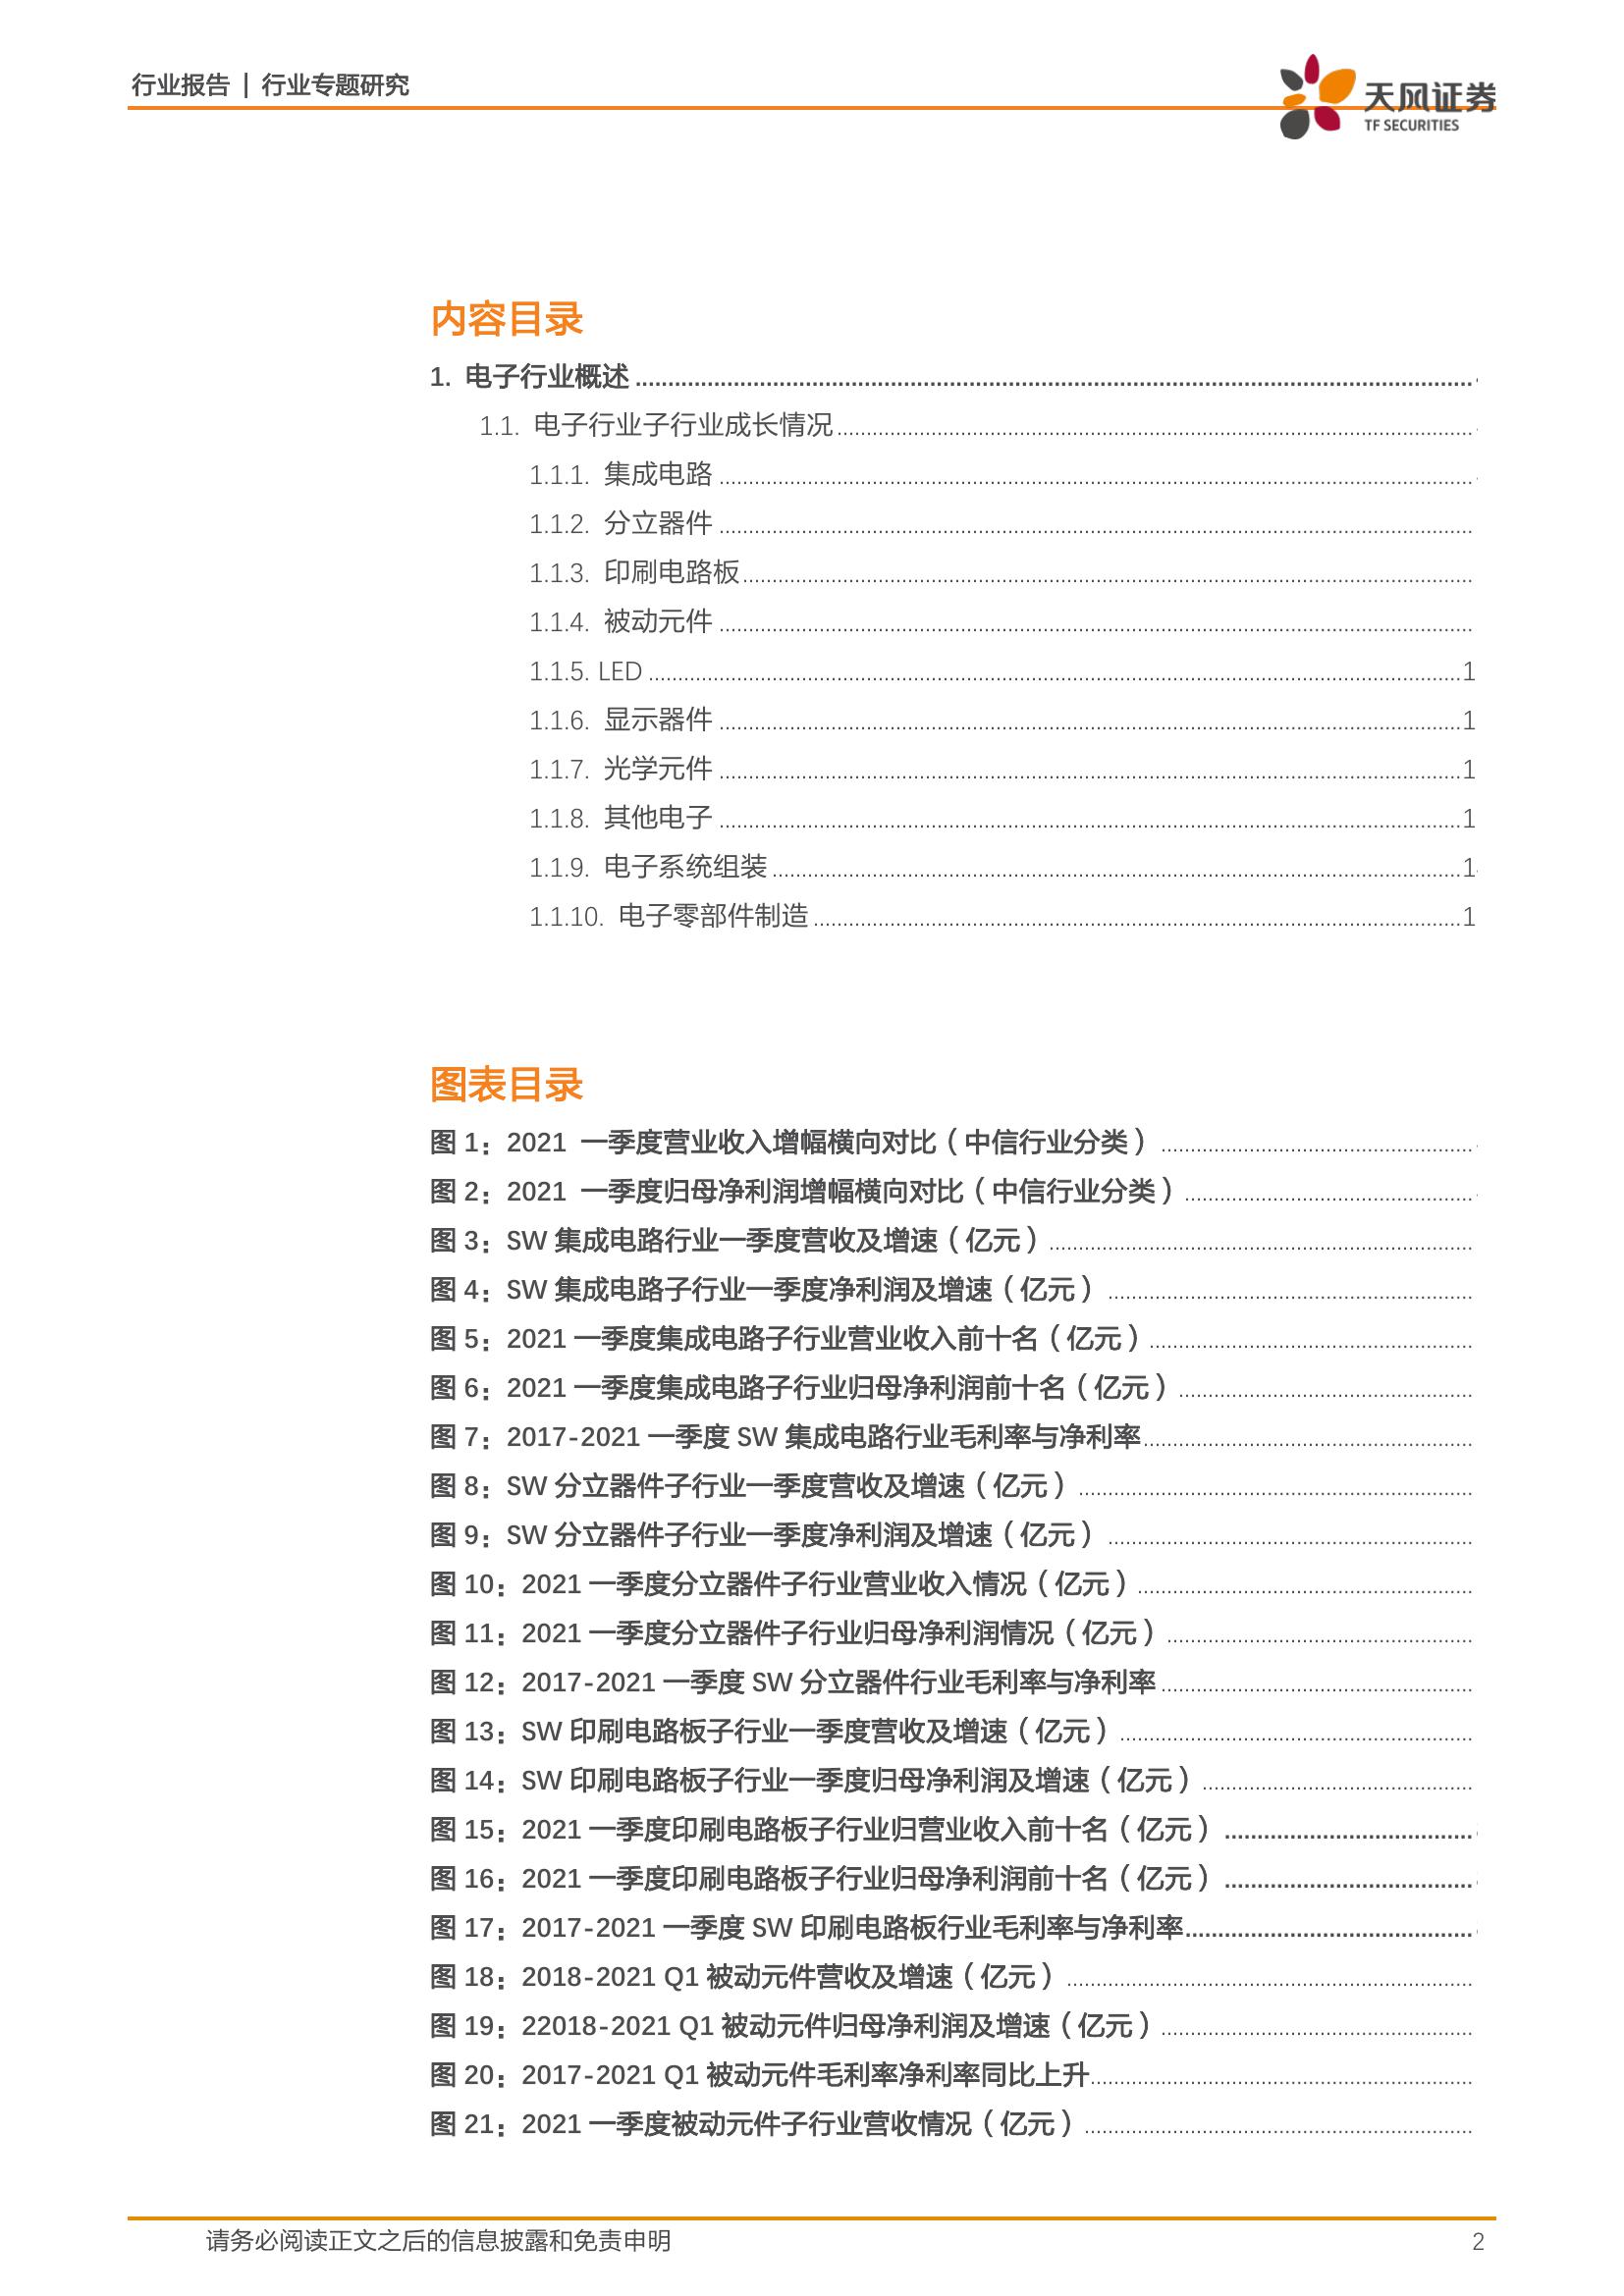 行业报告 | 行业专题研究
天风证券
TF SECURITIES
内容目录
1. 电子行业概述
1.1. 电子行业子行业成长情况
1.1.1. 集成电路
1.1.2. 分立器件
1.1.3. 印刷电路板
1.1.4. 被动元件
1.1.5. LED 1
1.1.6. 显示器件 1
1.1.7. 光学元件 1
1.1.8. 其他电子 1
1.1.9. 电子系统组装 1
1.1.10. 电子零部件制造 1
图表目录
图 1：2021 一季度营业收入增幅横向对比（中信行业分类）
图 2：2021 一季度归母净利润增幅横向对比（中信行业分类）
图 3：SW 集成电路行业一季度营收及增速（亿元）
图 4：SW 集成电路子行业一季度净利润及增速（亿元）
图 5：2021 一季度集成电路子行业营业收入前十名（亿元）
图 6：2021 一季度集成电路子行业归母净利润前十名（亿元）
图 7：2017-2021 一季度 SW 集成电路行业毛利率与净利率
图 8：SW 分立器件子行业一季度营收及增速（亿元）
图 9：SW 分立器件子行业一季度净利润及增速（亿元）
图 10：2021 一季度分立器件子行业营业收入情况（亿元）
图 11：2021 一季度分立器件子行业归母净利润情况（亿元）
图 12：2017-2021 一季度 SW 分立器件行业毛利率与净利率
图 13：SW 印刷电路板子行业一季度营收及增速（亿元）
图 14：SW 印刷电路板子行业一季度归母净利润及增速（亿元）
图 15：2021 一季度印刷电路板子行业归营业收入前十名（亿元）
图 16：2021 一季度印刷电路板子行业归母净利润前十名（亿元）
图 17：2017-2021 一季度 SW 印刷电路板行业毛利率与净利率
图 18：2018-2021 Q1 被动元件营收及增速（亿元）
图 19：22018-2021 Q1 被动元件归母净利润及增速（亿元）
图 20：2017-2021 Q1 被动元件毛利率净利率同比上升
图 21：2021 一季度被动元件子行业营收情况（亿元）
请务必阅读正文之后的信息披露和免责申明 2